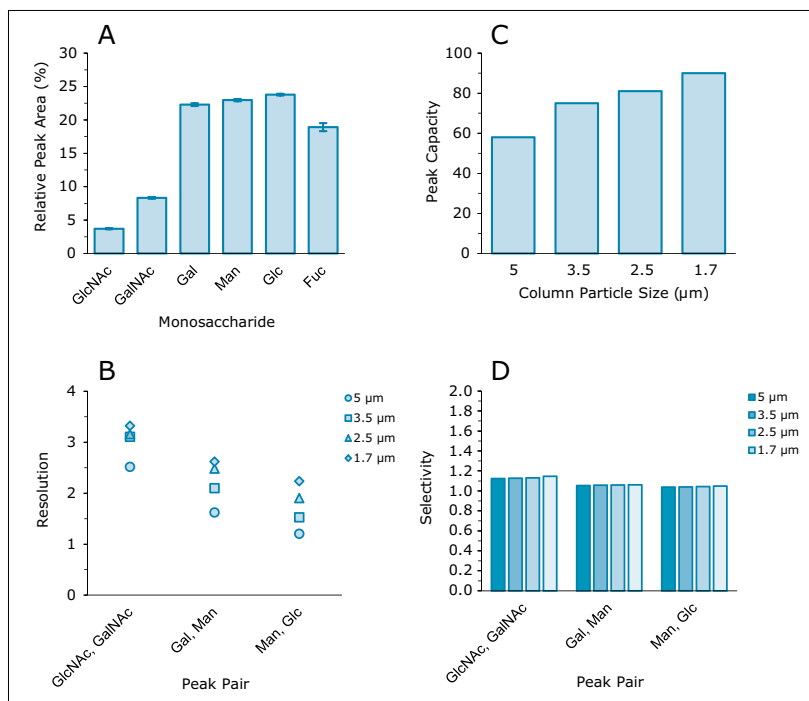 A
Relative Peak Area (%)
30
25
20
15
10
5
0
GlcNAc
GalNAc
Gal
Man
Glc
Fuc
Monosaccharide
C
Peak Capacity
100
80
60
40
20
0
5 3.5 2.5 1.7
Column Particle Size (µm)
B
Resolution
4
3
2
1
0
5 µm
3.5 µm
2.5 µm
1.7 µm
GlcNAc, GalNAc
Gal, Man
Man, Glc
Peak Pair
D
Selectivity
2.0
1.8
1.6
1.4
1.2
1.0
0.8
0.6
0.4
0.2
0.0
5 µm
3.5 µm
2.5 µm
1.7 µm
GlcNAc, GalNAc
Gal, Man
Man, Glc
Peak Pair